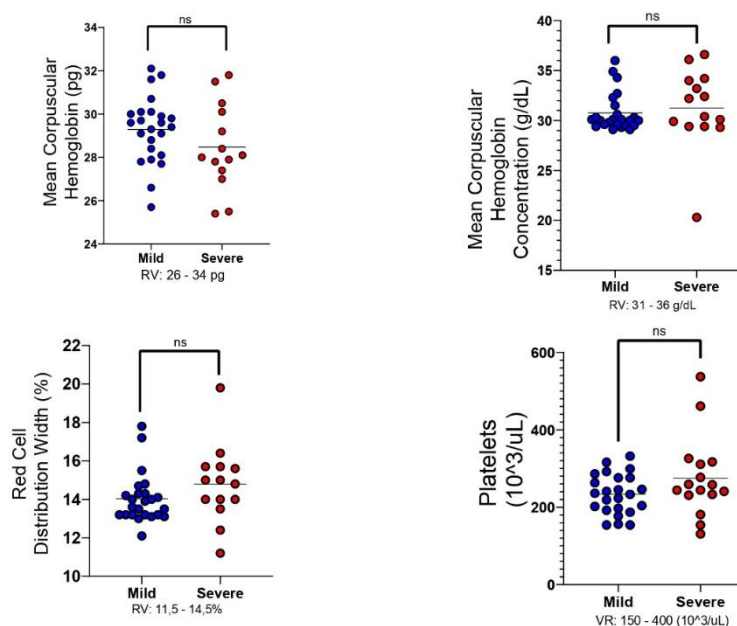 ns
34
32
30
28
26
24
Mean Corpuscular
Hemoglobin (pg)
Mild
Severe
RV: 26 - 34 pg
ns
40
35
30
25
20
15
Mean Corpuscular
Hemoglobin
Concentration (g/dL)
Mild
Severe
RV: 31 - 36 g/dL
ns
22
20
18
16
14
12
10
Red Cell
Distribution Width (%)
Mild
Severe
RV: 11,5 - 14,5%
ns
600
400
200
0
Platelets
(10^3/uL)
Mild
Severe
VR: 150 - 400 (10^3/uL)